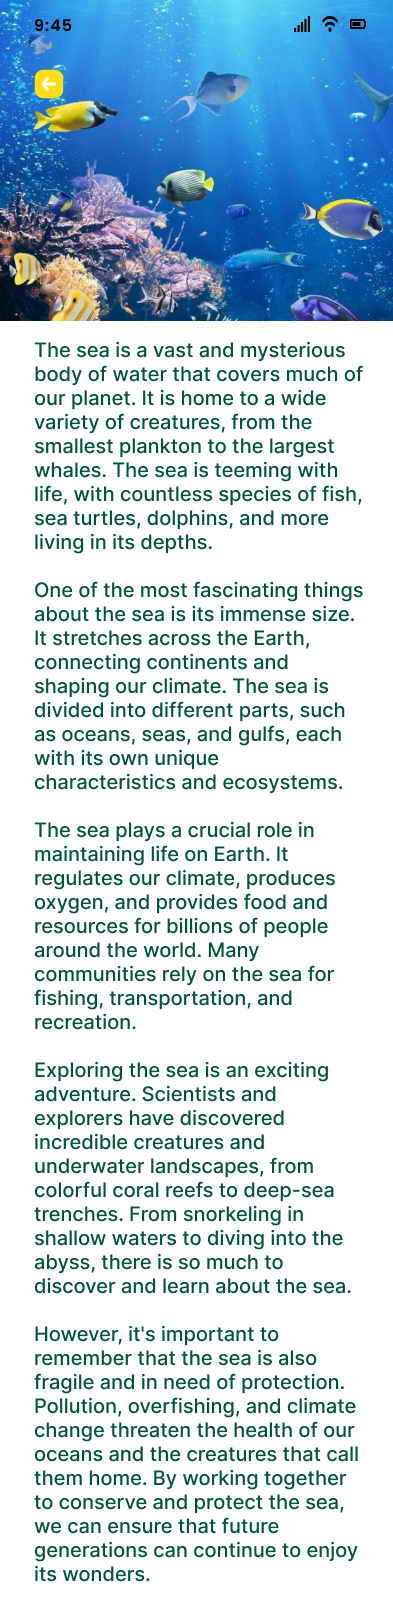 9:45
The sea is a vast and mysterious
body of water that covers much of
our planet. It is home to a wide
variety of creatures, from the
smallest plankton to the largest
whales. The sea is teeming with
life, with countless species of fish,
sea turtles, dolphins, and more
living in its depths.
One of the most fascinating things
about the sea is its immense size.
It stretches across the Earth,
connecting continents and
shaping our climate. The sea is
divided into different parts, such
as oceans, seas, and gulfs, each
with its own unique
characteristics and ecosystems.
The sea plays a crucial role in
maintaining life on Earth. It
regulates our climate, produces
oxygen, and provides food and
resources for billions of people
around the world. Many
communities rely on the sea for
fishing, transportation, and
recreation.
Exploring the sea is an exciting
adventure. Scientists and
explorers have discovered
incredible creatures and
underwater landscapes, from
colorful coral reefs to deep-sea
trenches. From snorkeling in
shallow waters to diving into the
abyss, there is so much to
discover and learn about the sea.
However, it's important to
remember that the sea is also
fragile and in need of protection.
Pollution, overfishing, and climate
change threaten the health of our
oceans and the creatures that call
them home. By working together
to conserve and protect the sea,
we can ensure that future
generations can continue to enjoy
its wonders.